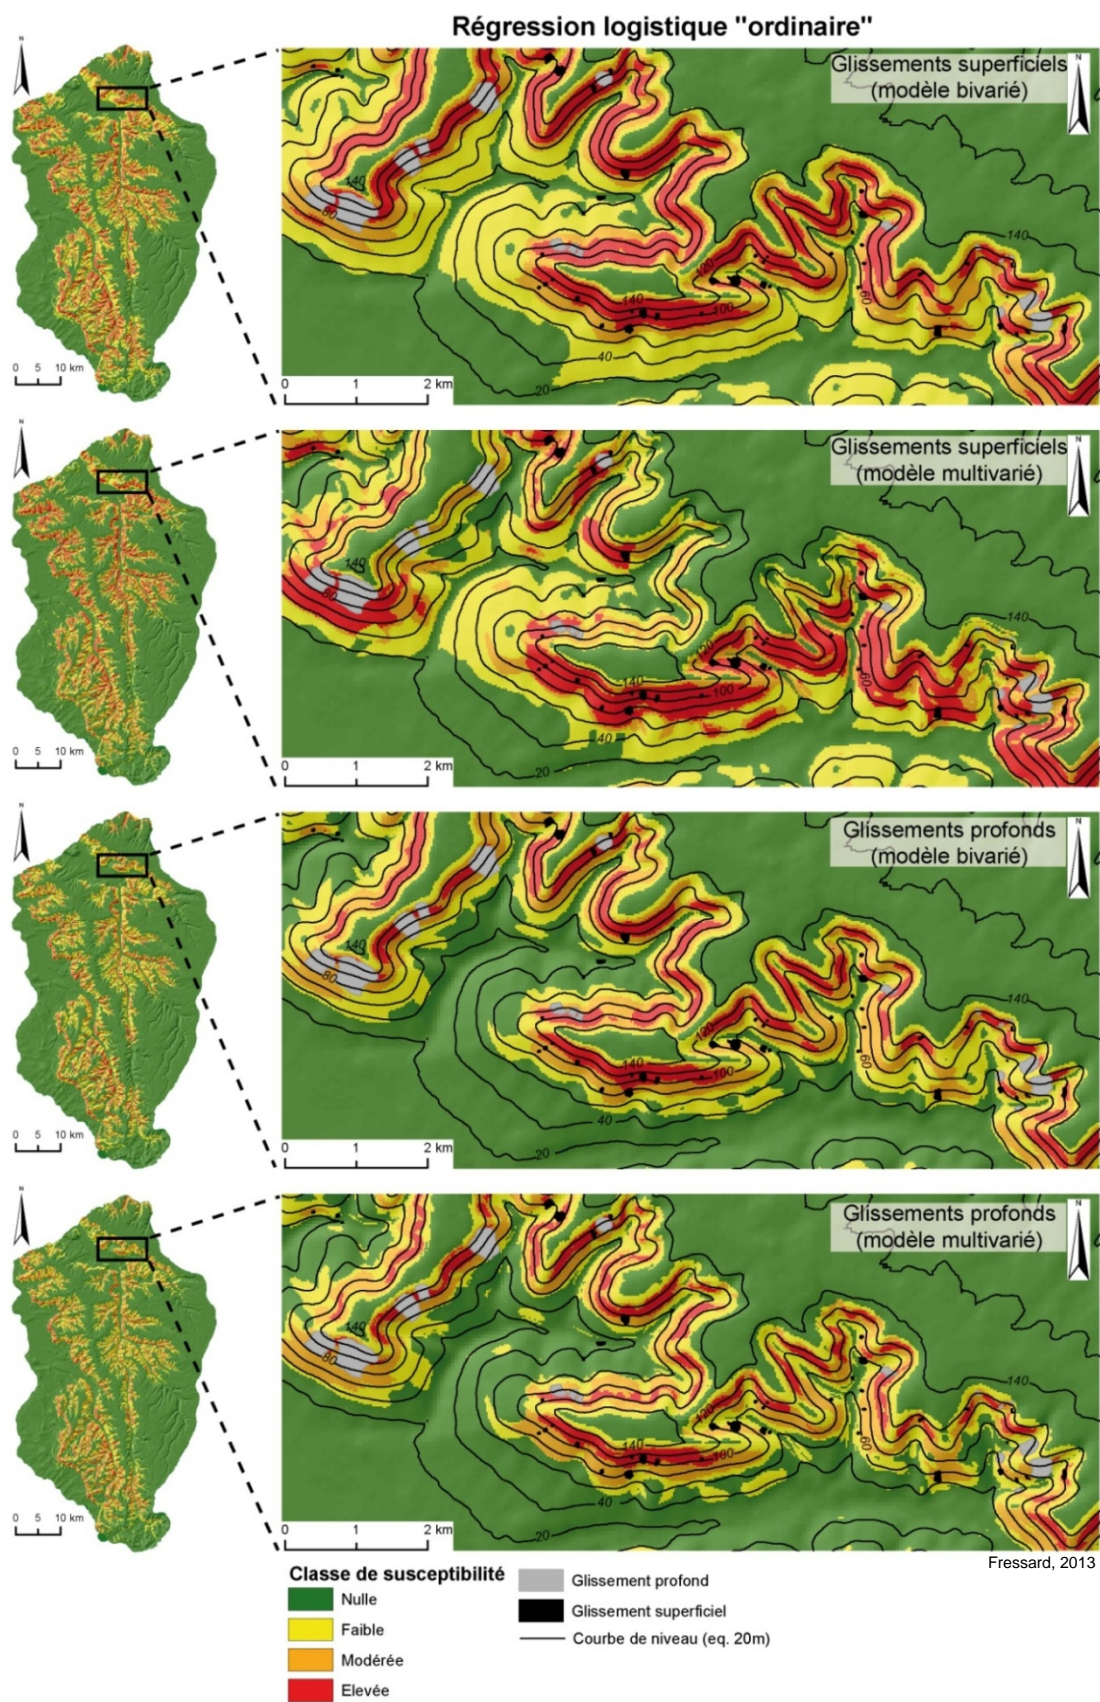 Régression logistique "ordinaire"
N
0 5 10 km
Glissements superficiels
(modèle bivarié)
N
140
80
140
120
140
100
60
40
20
0 1 2 km
N
0 5 10 km
Glissements superficiels
(modèle multivarié)
N
140
80
140
120
140
100
60
40
20
0 1 2 km
N
0 5 10 km
Glissements profonds
(modèle bivarié)
N
140
80
140
120
140
100
60
40
20
0 1 2 km
N
0 5 10 km
Glissements profonds
(modèle multivarié)
N
140
80
140
120
140
100
60
40
20
0 1 2 km
Fressard, 2013
Classe de susceptibilité
Nulle
Faible
Modérée
Elevée
Glissement profond
Glissement superficiel
Courbe de niveau (eq. 20m)